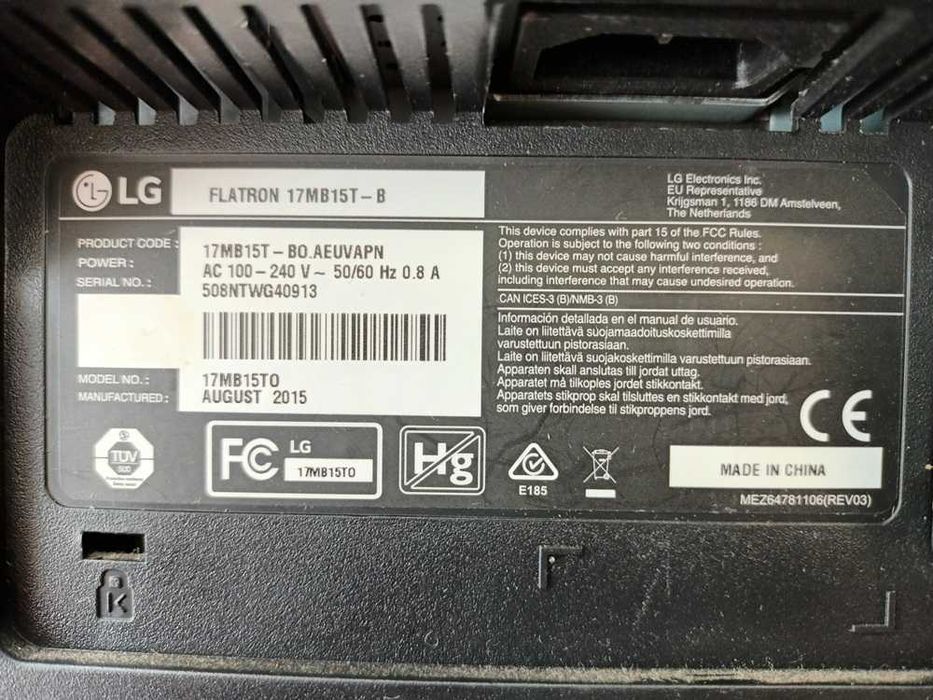 LG
FLATRON 17MB15T-B
LG Electronics Inc.
EU Representative
Krijgsman 1, 1186 DM Amstelveen,
The Netherlands
PRODUCT CODE : 17MB15T-BO.AEUVAPN
POWER : AC 100-240 V ~ 50/60 Hz 0.8 A
SERIAL NO. : 508NTWG40913
MODEL NO. : 17MB15TO
MANUFACTURED : AUGUST 2015
This device complies with part 15 of the FCC Rules.
Operation is subject to the following two conditions :
(1) this device may not cause harmful interference, and
(2) this device must accept any interference received,
including interference that may cause undesired operation.
CAN ICES-3 (B)/NMB-3 (B)
Información detallada en el manual de usuario.
Laite on liitettävä suojamaadoituskoskettimilla
varustettuun pistorasiaan.
Laite on liitettävä suojakoskettimilla varustettuun pistorasiaan.
Apparaten skall anslutas till jordat uttag.
Apparatet må tilkoples jordet stikkontakt.
Apparatets stikprop skal tilsluttes en stikkontakt med jord,
som giver forbindelse til stikproppens jord.
TÜV
SÜD
FC LG
17MB15TO
Hg
E185
CE
MADE IN CHINA
MEZ64781106(REV03)
K